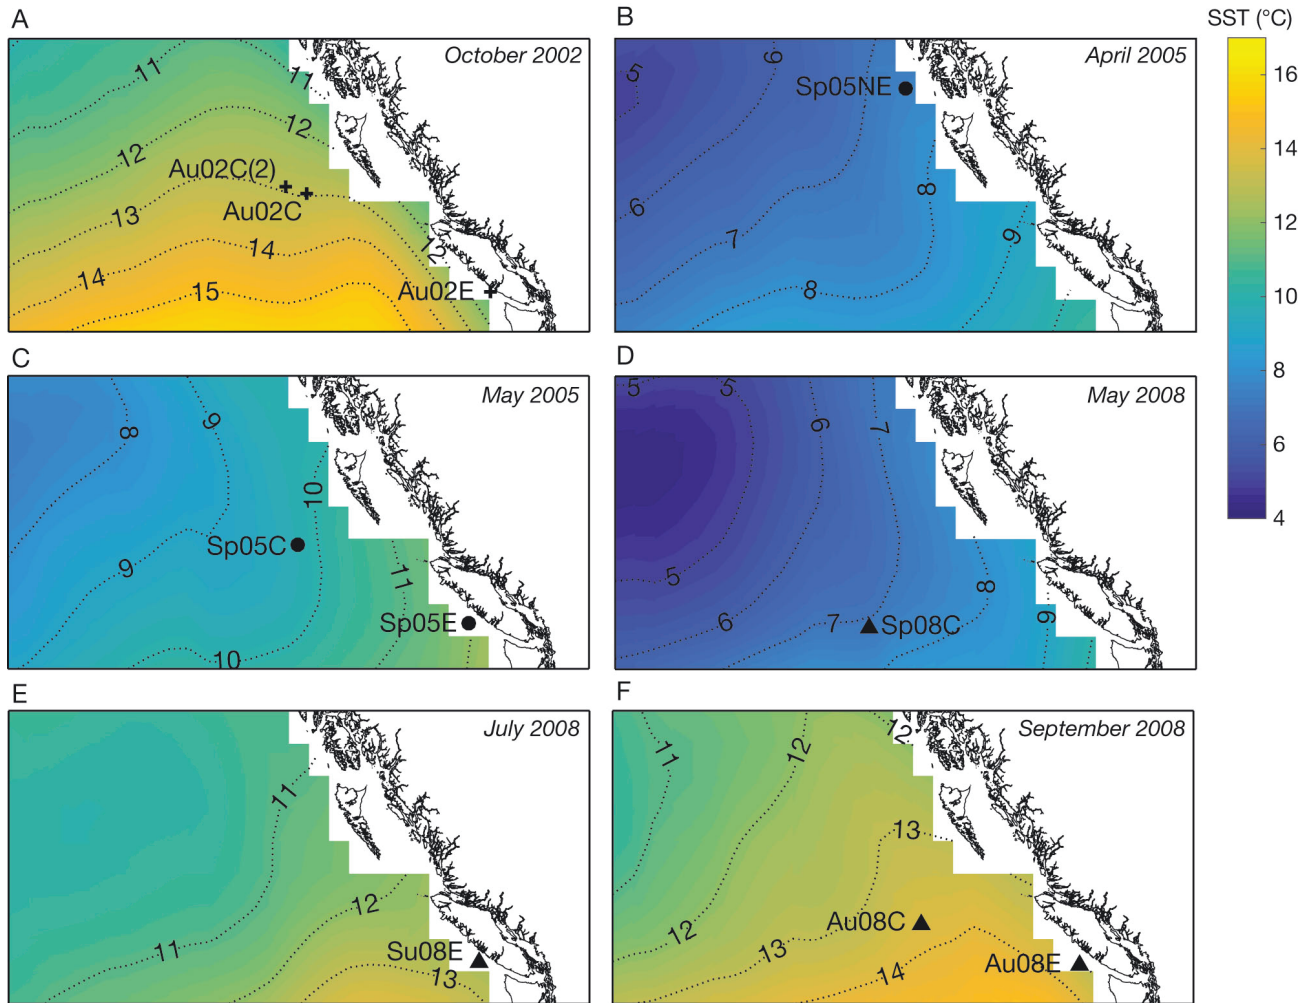 A
October 2002
11
11
12
12
Au02C(2)
Au02C
13
14
12
14
15
Au02E
B
April 2005
5
6
Sp05NE
8
6
7
9
8
SST (°C)
16
14
12
10
8
6
4
C
May 2005
8
9
10
Sp05C
9
11
Sp05E
10
D
May 2008
5
5
6
7
5
8
6
7
Sp08C
9
E
July 2008
11
12
11
Su08E
13
F
September 2008
11
12
12
13
Au08C
12
13
14
Au08E